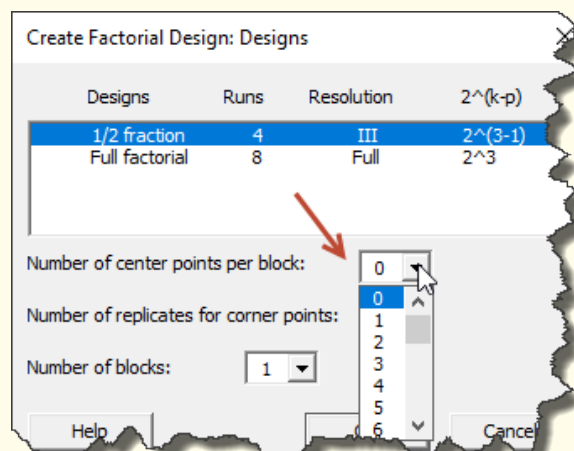 Create Factorial Design: Designs
Designs Runs Resolution 2^(k-p)
1/2 fraction 4 III 2^(3-1)
Full factorial 8 Full 2^3
Number of center points per block: 0
0
1
Number of replicates for corner points:
2
3
Number of blocks: 1
4
5
6
Help Cancel